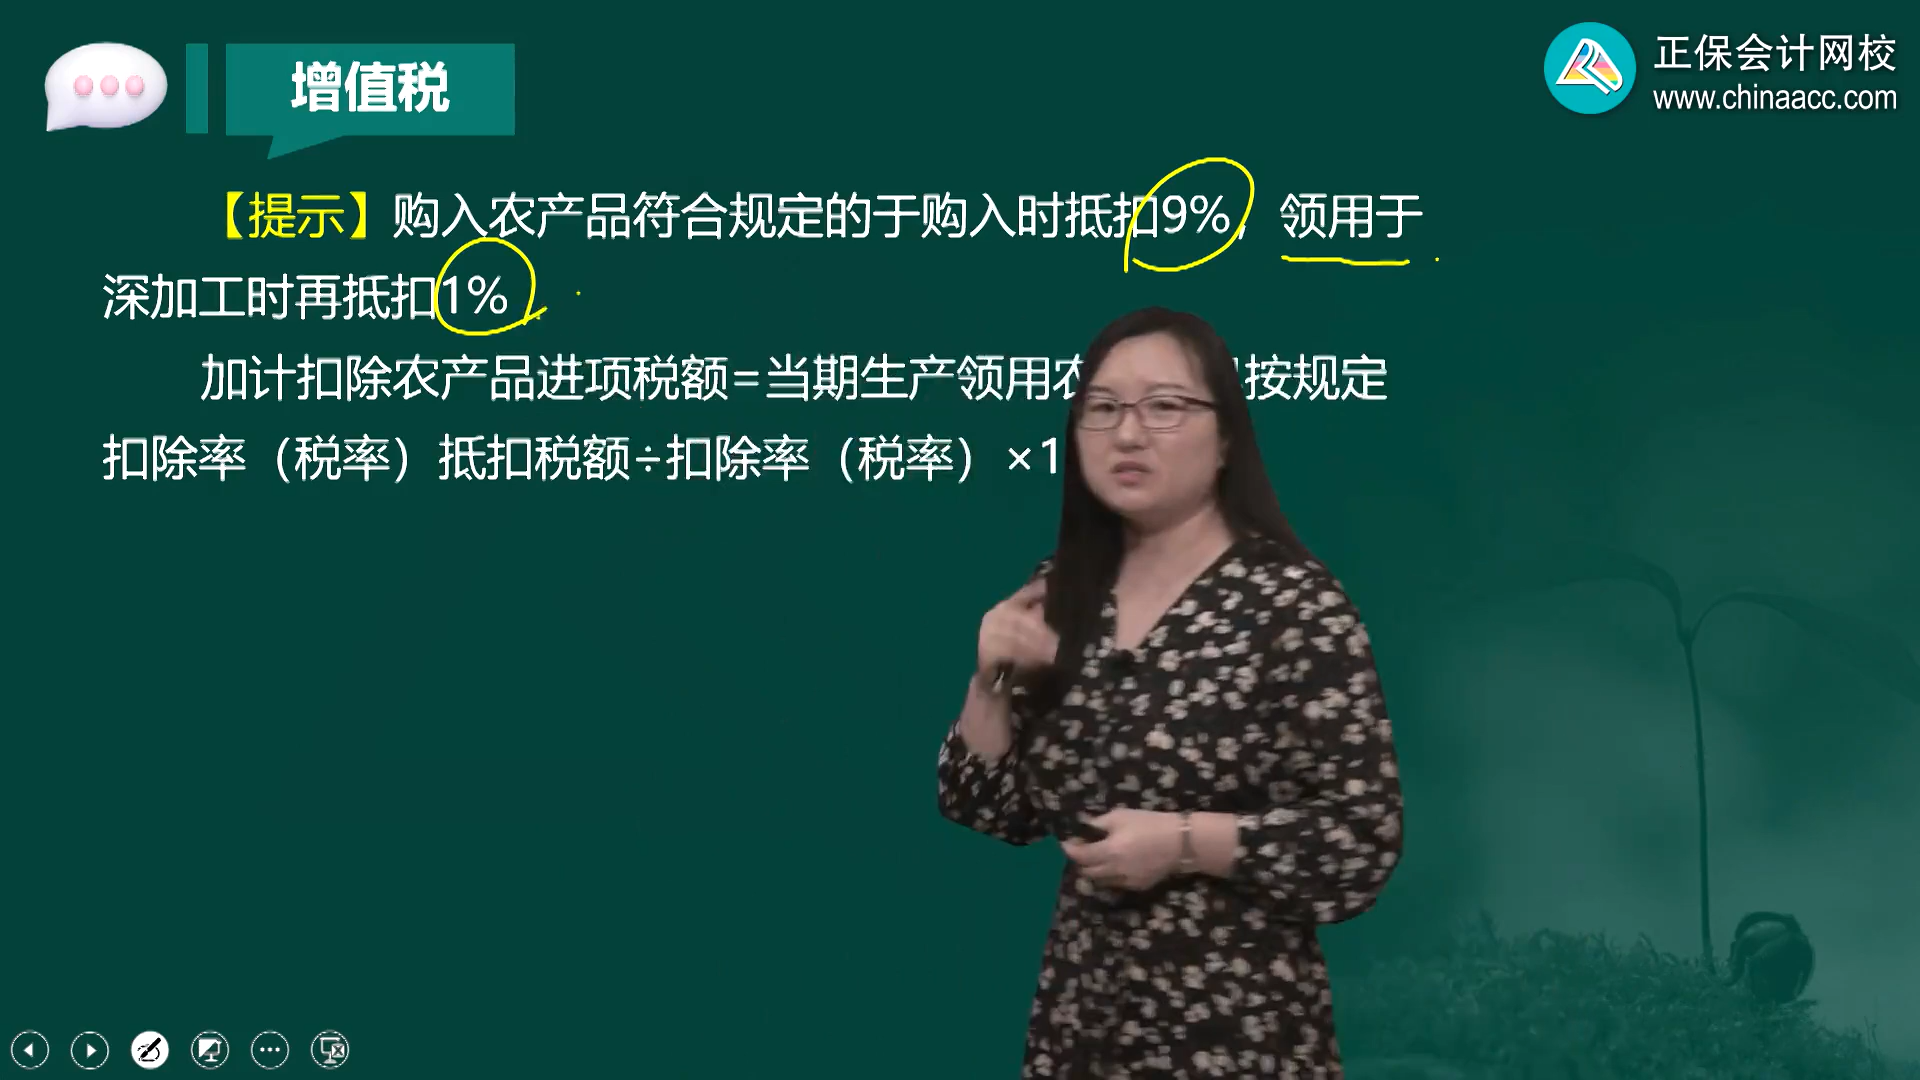 增值税
正保会计网校
www.chinaacc.com
【提示】购入农产品符合规定的于购入时抵扣9%，领用于
深加工时再抵扣1%
加计扣除农产品进项税额=当期生产领用农 按规定
扣除率（税率）抵扣税额÷扣除率（税率）×1